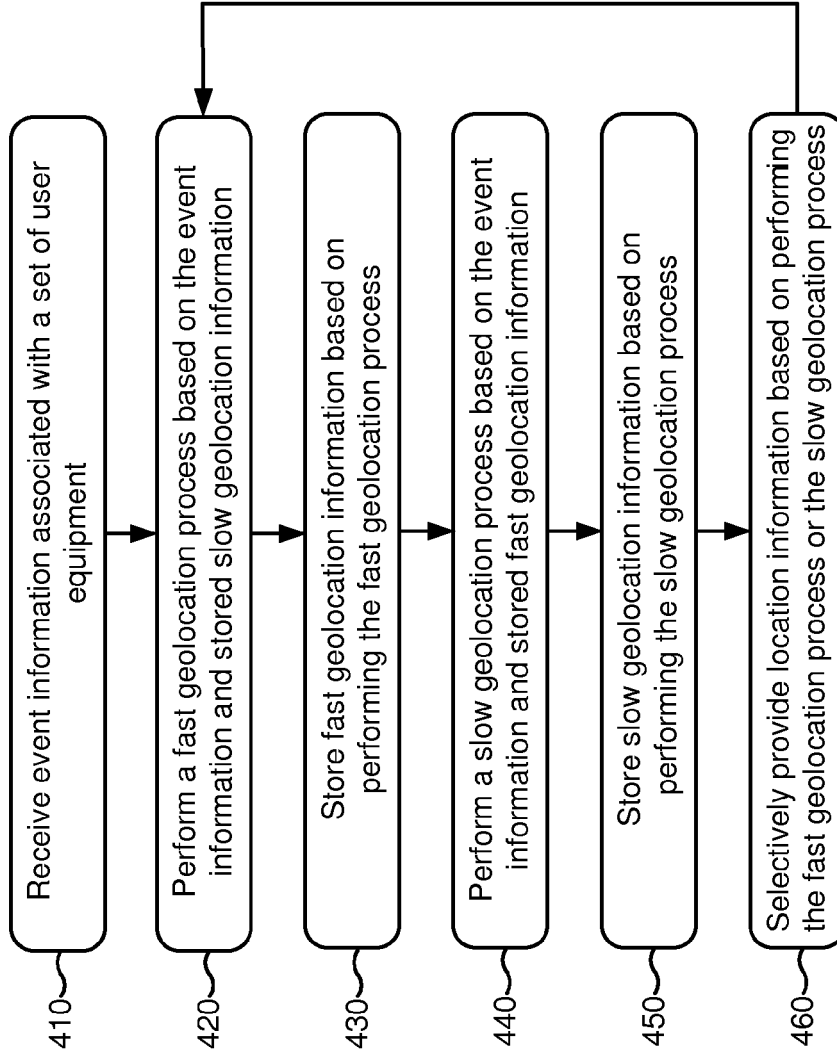 410
Receive event information associated with a set of user
equipment
420
Perform a fast geolocation process based on the event
information and stored slow geolocation information
430
Store fast geolocation information based on
performing the fast geolocation process
440
Perform a slow geolocation process based on the event
information and stored fast geolocation information
450
Store slow geolocation information based on
performing the slow geolocation process
460
Selectively provide location information based on performing
the fast geolocation process or the slow geolocation process